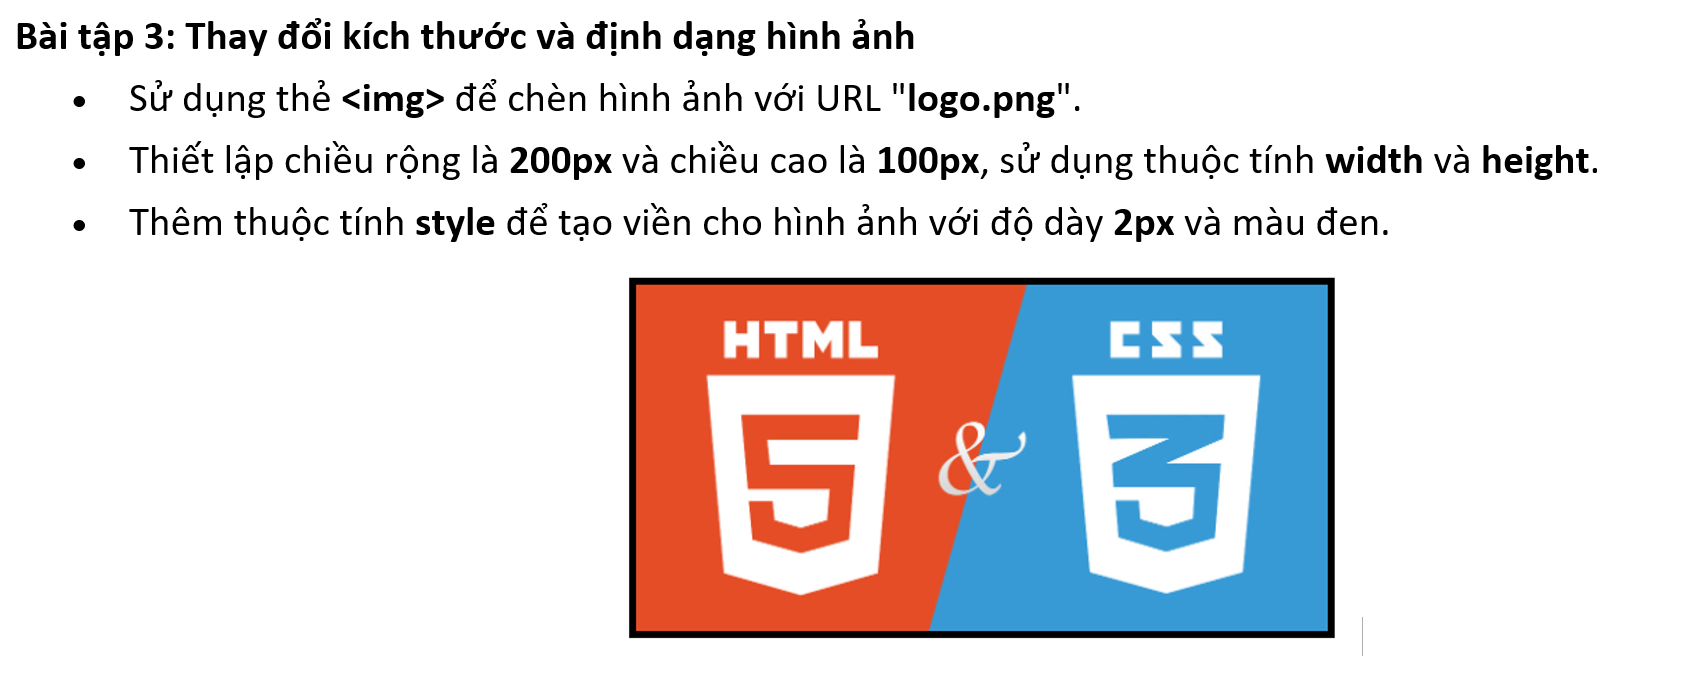 Bài tập 3: Thay đổi kích thước và định dạng hình ảnh
• Sử dụng thẻ <img> để chèn hình ảnh với URL "logo.png".
• Thiết lập chiều rộng là 200px và chiều cao là 100px, sử dụng thuộc tính width và height.
• Thêm thuộc tính style để tạo viền cho hình ảnh với độ dày 2px và màu đen.
HTML CSS
5 & 3